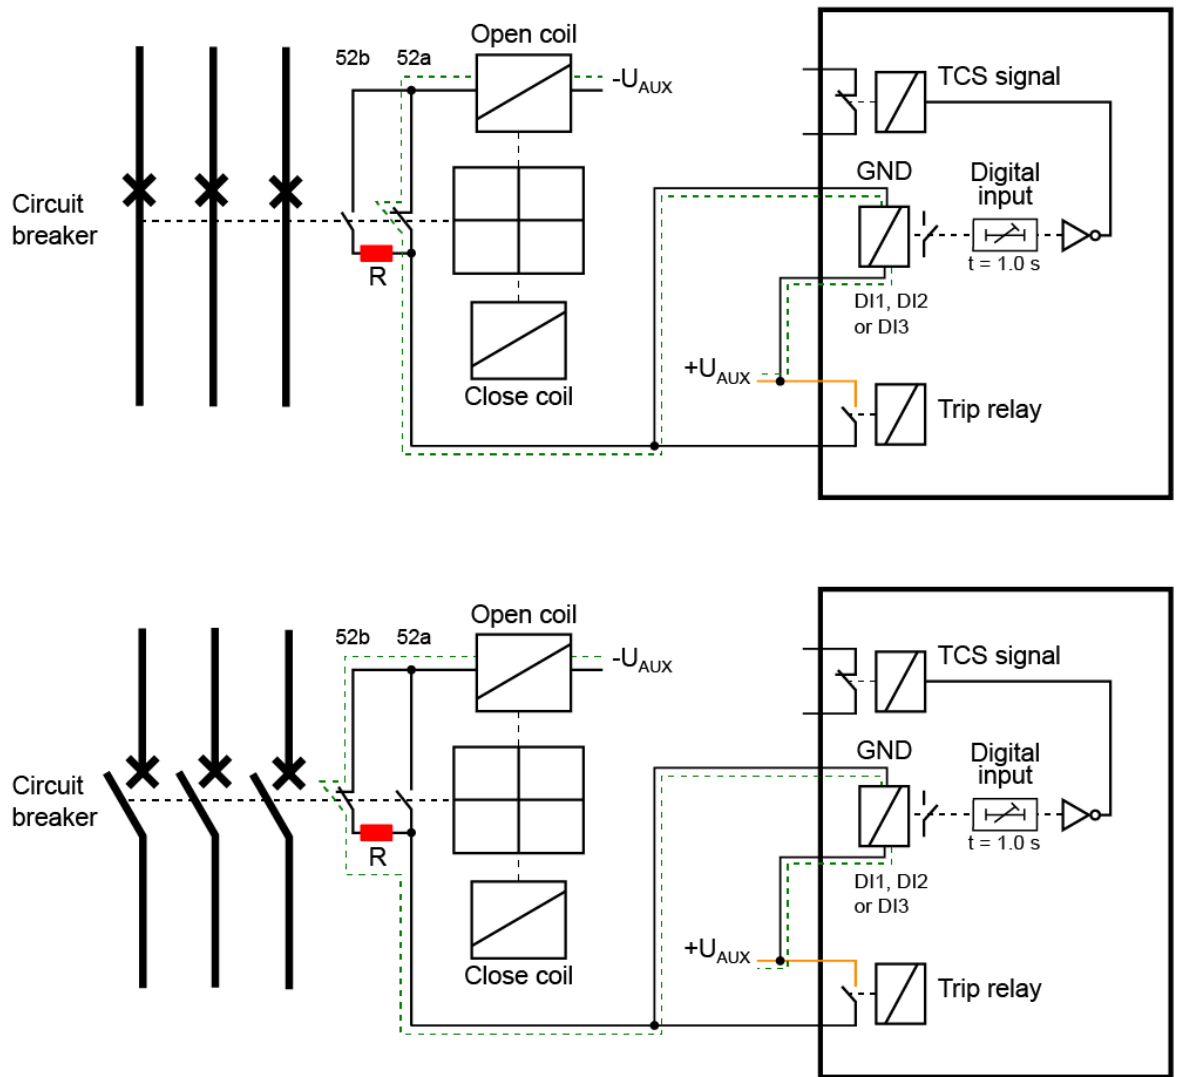 Open coil
52b
52a
-UAUX
TCS signal
GND
Digital
input
Circuit
breaker
R
t = 1.0 s
DI1, DI2
or DI3
+UAUX
Close coil
Trip relay
Open coil
52b
52a
-UAUX
TCS signal
GND
Digital
input
Circuit
breaker
R
t = 1.0 s
DI1, DI2
or DI3
+UAUX
Close coil
Trip relay